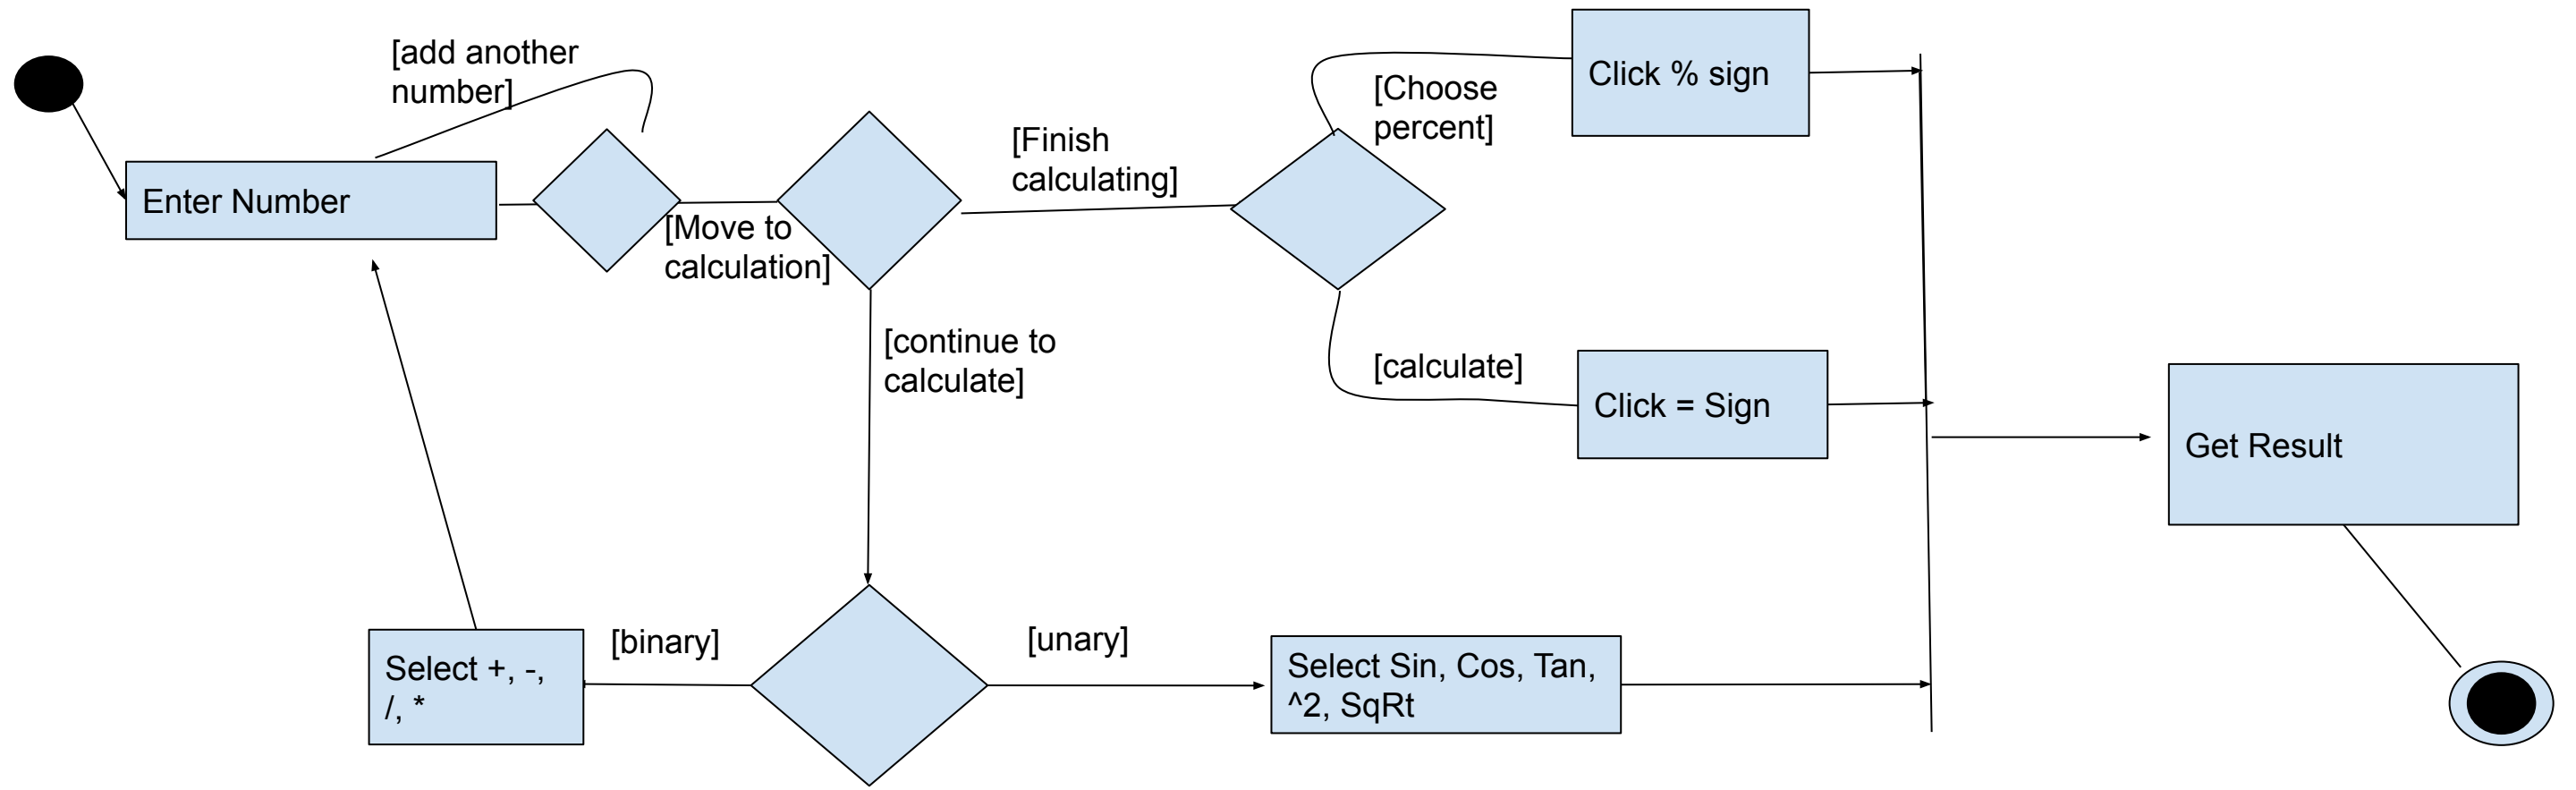 [add another
number]
Enter Number
[Move to
calculation]
[Finish
calculating]
[Choose
percent]
Click % sign
[continue to
calculate]
[calculate]
Click = Sign
Get Result
[binary]
Select +, -,
/, *
[unary]
Select Sin, Cos, Tan,
^2, SqRt